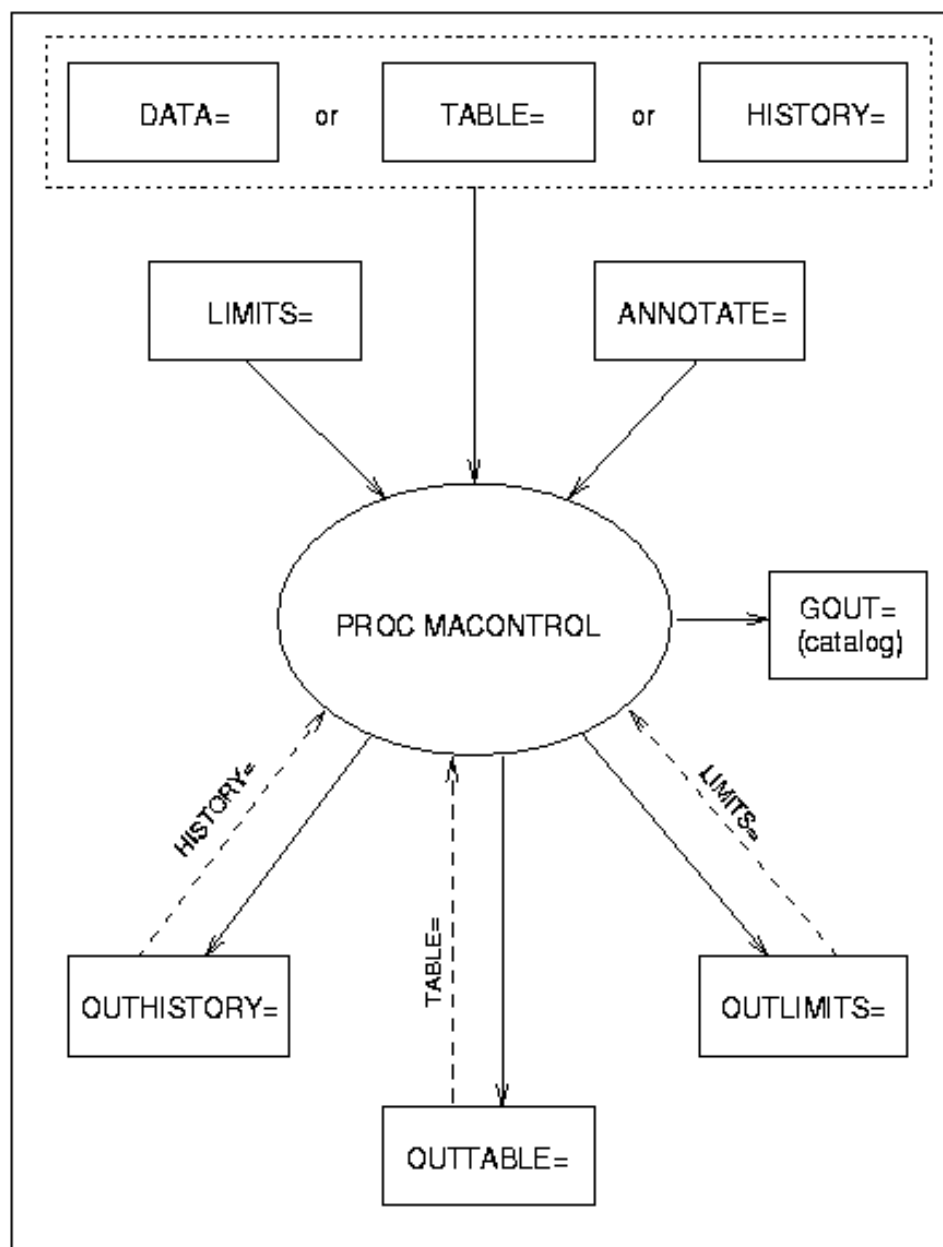 DATA= or TABLE= or HISTORY=
LIMITS=
ANNOTATE=
PROC MACONTROL
GOUT=
(catalog)
HISTORY=
TABLE=
LIMITS=
OUTHISTORY=
OUTLIMITS=
OUTTABLE=